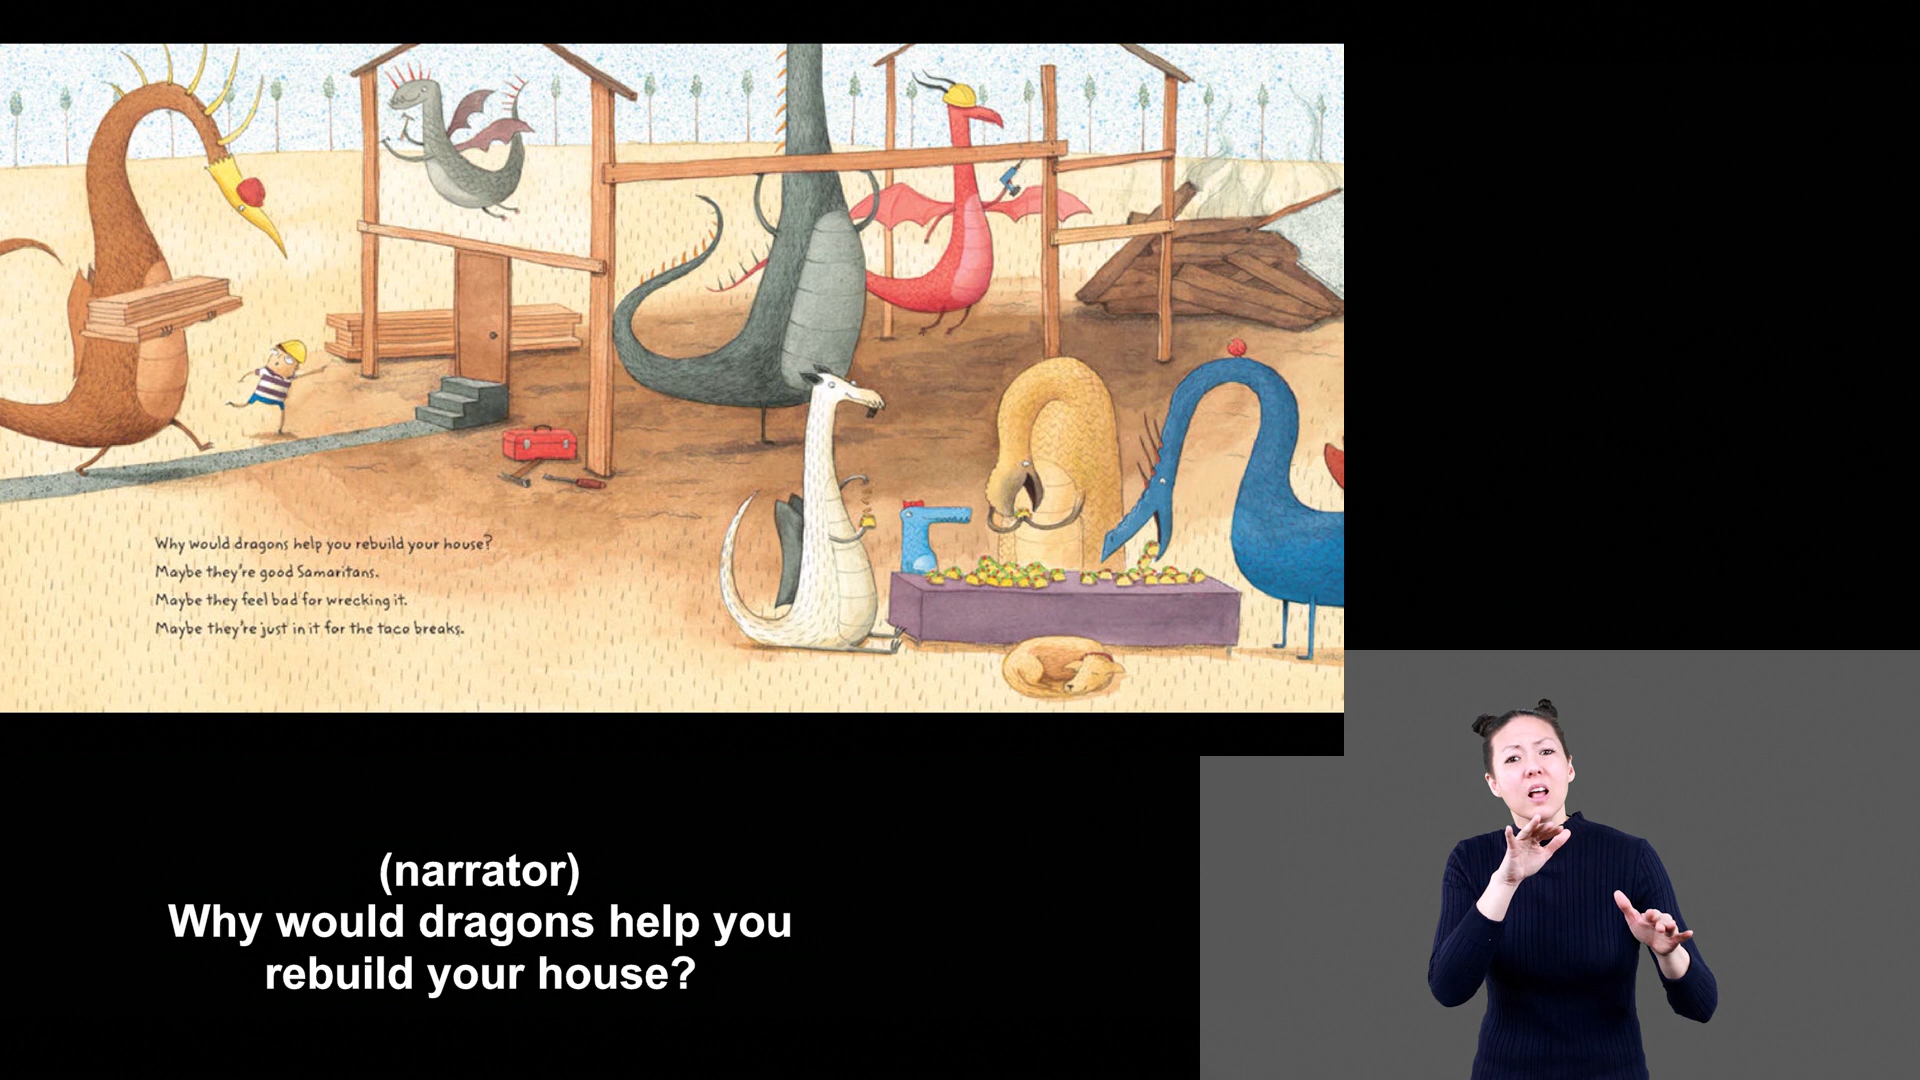 Why would dragons help you rebuild your house?
Maybe they're good Samaritans.
Maybe they feel bad for wrecking it.
Maybe they're just in it for the taco breaks.
(narrator)
Why would dragons help you
rebuild your house?